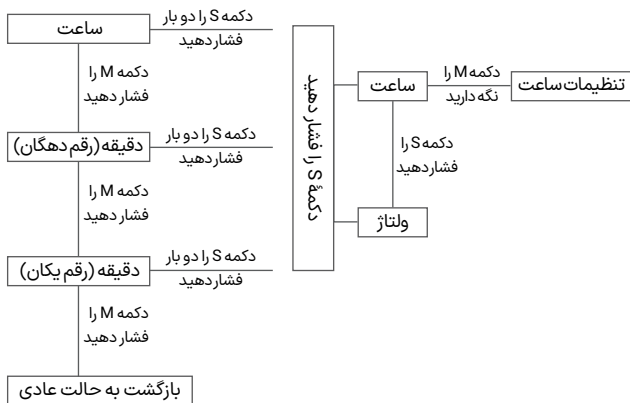 تنظیمات ساعت
دکمه M را
نگه دارید
ساعت
دکمه S را
فشار دهید
ولتاژ
دکمهٔ S را فشار دهید
دکمه S را دو بار
فشار دهید
ساعت
دکمه M را
فشار دهید
دکمه S را دو بار
فشار دهید
دقیقه (رقم دهگان)
دکمه M را
فشار دهید
دکمه S را دو بار
فشار دهید
دقیقه (رقم یکان)
دکمه M را
فشار دهید
بازگشت به حالت عادی